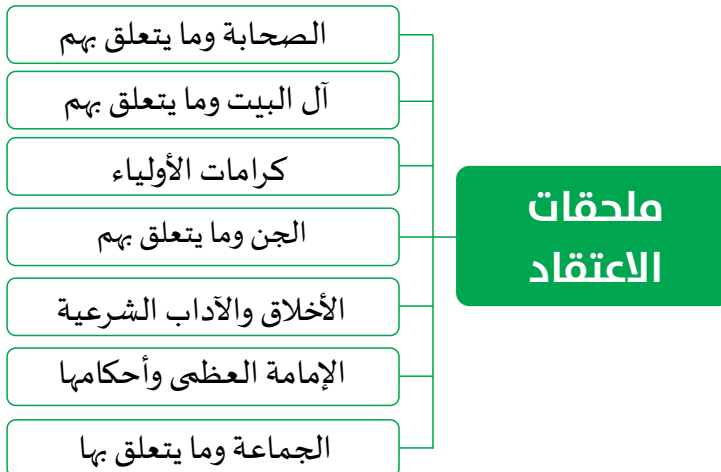 ملحقات
الاعتقاد
الصحابة وما يتعلق بهم
آل البيت وما يتعلق بهم
كرامات الأولياء
الجن وما يتعلق بهم
الأخلاق والآداب الشرعية
الإمامة العظمى وأحكامها
الجماعة وما يتعلق بها